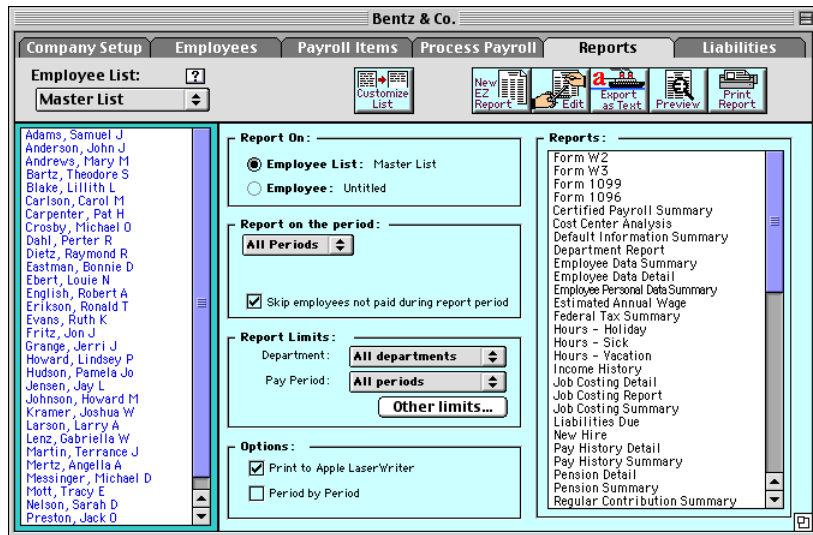 Bentz & Co.
Company Setup
Employees
Payroll Items
Process Payroll
Reports
Liabilities
Employee List:
?
Master List
Customize
List
New
EZ
Report
Edit
a
Export
as Text
Preview
Print
Report
Adams, Samuel J
Anderson, John J
Andrews, Mary M
Bartz, Theodore S
Blake, Lillith L
Carlson, Carol M
Carpenter, Pat H
Crosby, Michael O
Dahl, Perter R
Dietz, Raymond R
Eastman, Bonnie D
Ebert, Louie N
English, Robert A
Erikson, Ronald T
Evans, Ruth K
Fritz, Jon J
Grange, Jerri J
Howard, Lindsey P
Hudson, Pamela Jo
Jensen, Jay L
Johnson, Howard M
Kramer, Joshua W
Larson, Larry A
Lenz, Gabriella W
Martin, Terrance J
Mertz, Angella A
Messinger, Michael D
Mott, Tracy E
Nelson, Sarah D
Preston, Jack O
Report On:
Employee List: Master List
Employee: Untitled
Report on the period:
All Periods
Skip employees not paid during report period
Report Limits:
Department: All departments
Pay Period: All periods
Other limits...
Options:
Print to Apple LaserWriter
Period by Period
Reports:
Form W2
Form W3
Form 1099
Form 1096
Certified Payroll Summary
Cost Center Analysis
Default Information Summary
Department Report
Employee Data Summary
Employee Data Detail
Employee Personal Data Summary
Estimated Annual Wage
Federal Tax Summary
Hours - Holiday
Hours - Sick
Hours - Vacation
Income History
Job Costing Detail
Job Costing Report
Job Costing Summary
Liabilities Due
New Hire
Pay History Detail
Pay History Summary
Pension Detail
Pension Summary
Regular Contribution Summary